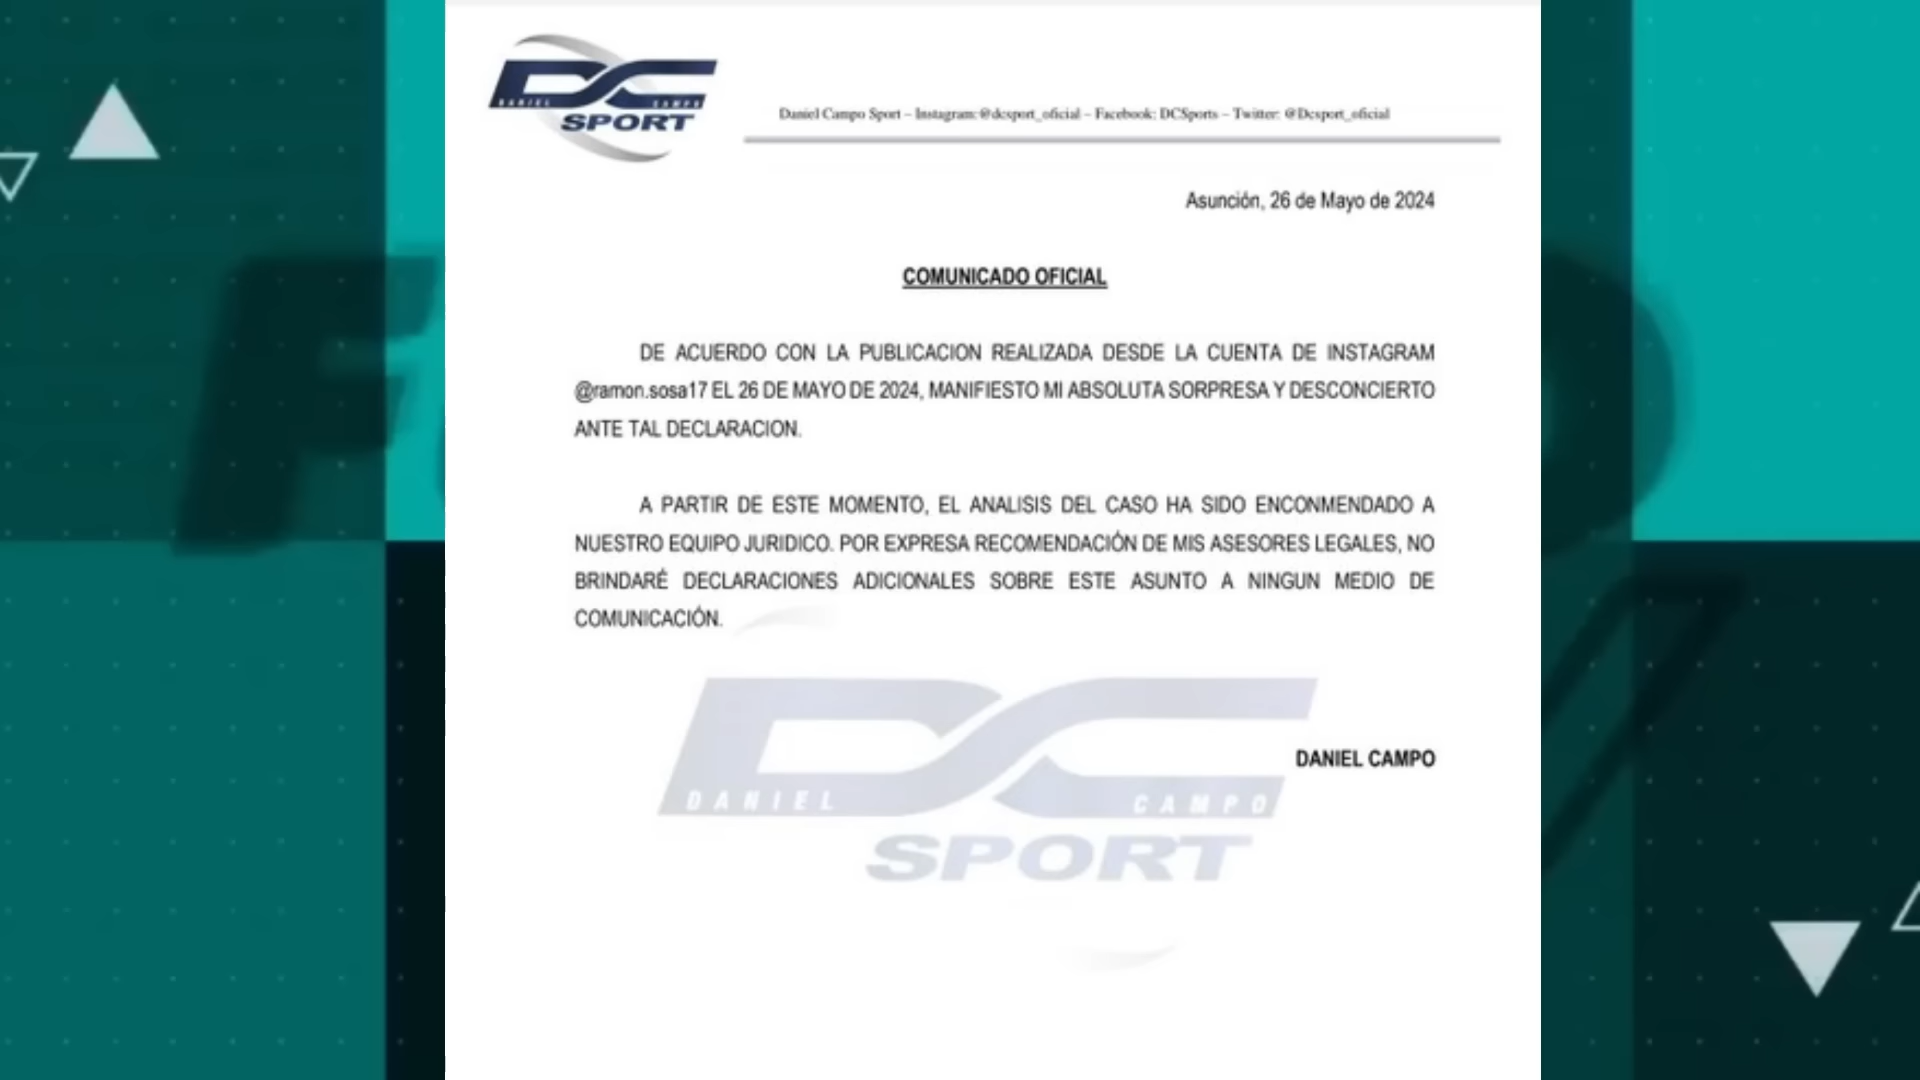 DC
DANIEL CAMPO
SPORT
Daniel Campo Sport – Instagram: @dcsport_oficial – Facebook: DCSports – Twitter: @Dcsport_oficial
Asunción, 26 de Mayo de 2024
COMUNICADO OFICIAL
DE ACUERDO CON LA PUBLICACION REALIZADA DESDE LA CUENTA DE INSTAGRAM
@ramon.sosa17 EL 26 DE MAYO DE 2024, MANIFIESTO MI ABSOLUTA SORPRESA Y DESCONCIERTO
ANTE TAL DECLARACION.
A PARTIR DE ESTE MOMENTO, EL ANALISIS DEL CASO HA SIDO ENCONMENDADO A
NUESTRO EQUIPO JURIDICO. POR EXPRESA RECOMENDACIÓN DE MIS ASESORES LEGALES, NO
BRINDARÉ DECLARACIONES ADICIONALES SOBRE ESTE ASUNTO A NINGUN MEDIO DE
COMUNICACIÓN.
DANIEL CAMPO
DC
DANIEL CAMPO
SPORT